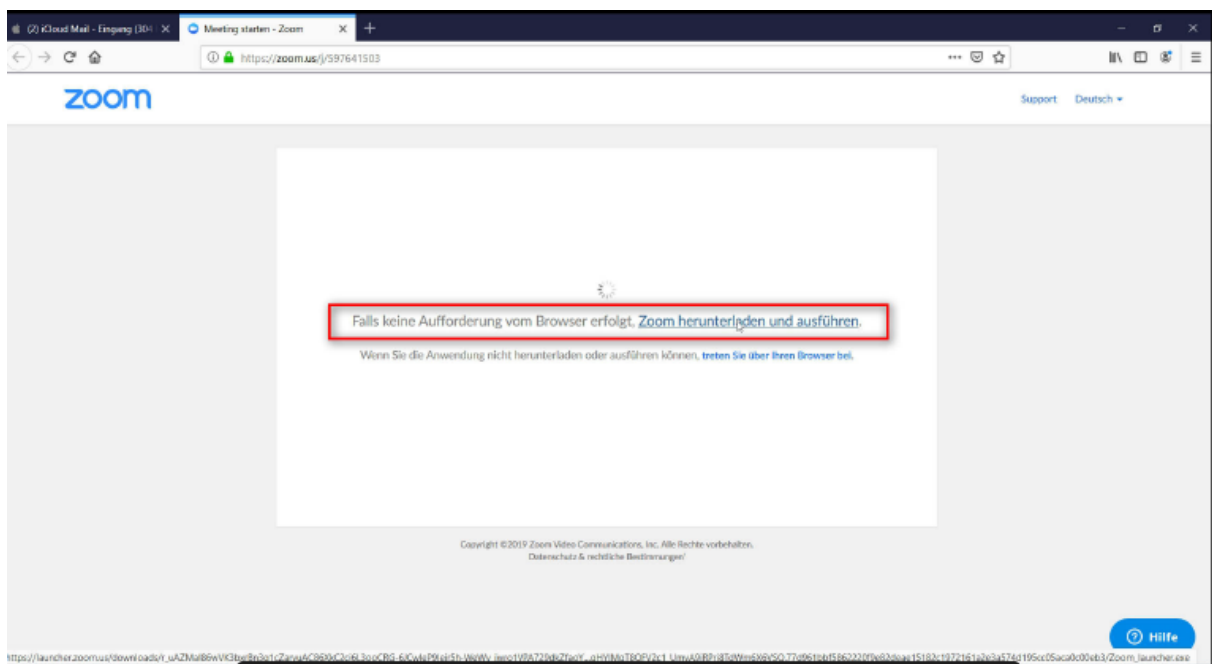 (2) iCloud Mail - Eingang (304
Meeting starten - Zoom
https://zoom.us/j/597641503
zoom
Support Deutsch
Falls keine Aufforderung vom Browser erfolgt, Zoom herunterladen und ausführen.
Wenn Sie die Anwendung nicht herunterladen oder ausführen können, treten Sie über Ihren Browser bei.
Copyright ©2019 Zoom Video Communications, Inc. Alle Rechte vorbehalten.
Datenschutz & rechtliche Bestimmungen
Hilfe